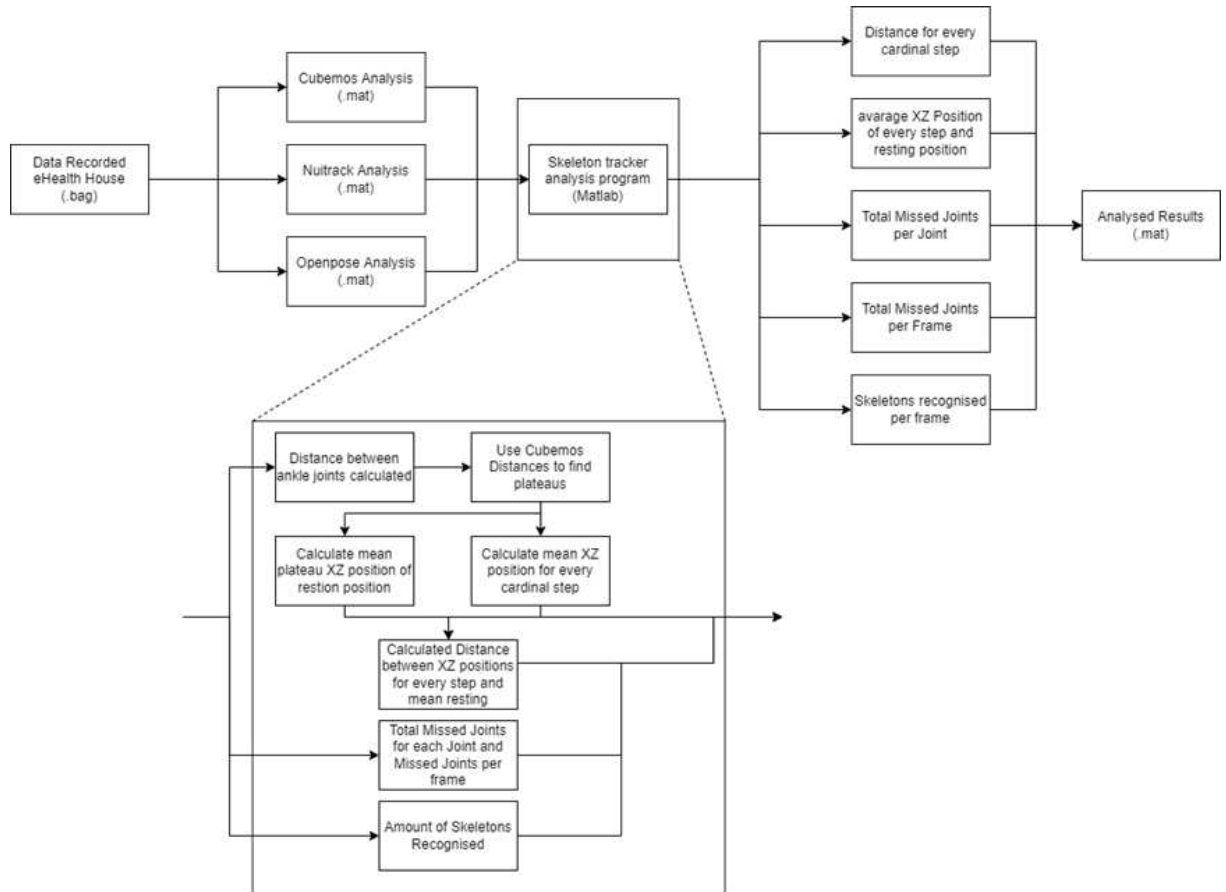 Data Recorded
eHealth House
(.bag)
Cubemos Analysis
(.mat)
Nuitrack Analysis
(.mat)
Openpose Analysis
(.mat)
Skeleton tracker
analysis program
(Matlab)
Distance for every
cardinal step
avarage XZ Position
of every step and
resting position
Total Missed Joints
per Joint
Total Missed Joints
per Frame
Skeletons recognised
per frame
Analysed Results
(.mat)
Distance between
ankle joints calculated
Use Cubemos
Distances to find
plateaus
Calculate mean
plateau XZ position of
restion position
Calculate mean XZ
position for every
cardinal step
Calculated Distance
between XZ positions
for every step and
mean resting
Total Missed Joints
for each Joint and
Missed Joints per
frame
Amount of Skeletons
Recognised